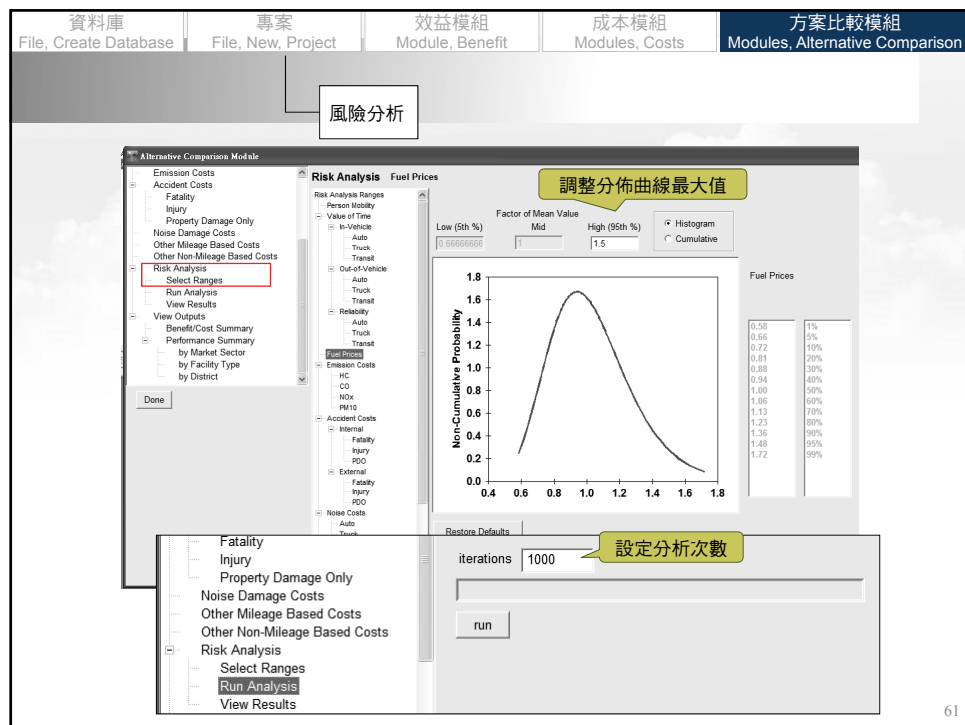 資料庫
File, Create Database
專案
File, New, Project
效益模組
Module, Benefit
成本模組
Modules, Costs
方案比較模組
Modules, Alternative Comparison
風險分析
Alternative Comparison Module
Emission Costs
Accident Costs
Fatality
Injury
Property Damage Only
Noise Damage Costs
Other Mileage Based Costs
Other Non-Mileage Based Costs
Risk Analysis
Select Ranges
Run Analysis
View Results
View Outputs
Benefit/Cost Summary
Performance Summary
by Market Sector
by Facility Type
by District
Done
Risk Analysis Fuel Prices
Risk Analysis Ranges
Person Mobility
Value of Time
In-Vehicle
Auto
Truck
Transit
Out-of-Vehicle
Auto
Truck
Transit
Reliability
Auto
Truck
Transit
Fuel Prices
Emission Costs
HC
CO
NOx
PM10
Accident Costs
Internal
Fatality
Injury
PDO
External
Fatality
Injury
PDO
Noise Costs
Auto
Truck
調整分佈曲線最大值
Factor of Mean Value
Low (5th %) Mid High (95th %)
0.66666666 1 1.5
Histogram
Cumulative
Non-Cumulative Probability
1.8
1.6
1.4
1.2
1.0
0.8
0.6
0.4
0.2
0.0
0.4 0.6 0.8 1.0 1.2 1.4 1.6 1.8
Fuel Prices
0.58 1%
0.66 5%
0.72 10%
0.81 20%
0.88 30%
0.94 40%
1.00 50%
1.06 60%
1.13 70%
1.23 80%
1.36 90%
1.48 95%
1.72 99%
Restore Defaults
Fatality
Injury
Property Damage Only
Noise Damage Costs
Other Mileage Based Costs
Other Non-Mileage Based Costs
Risk Analysis
Select Ranges
Run Analysis
View Results
iterations 1000
設定分析次數
run
61